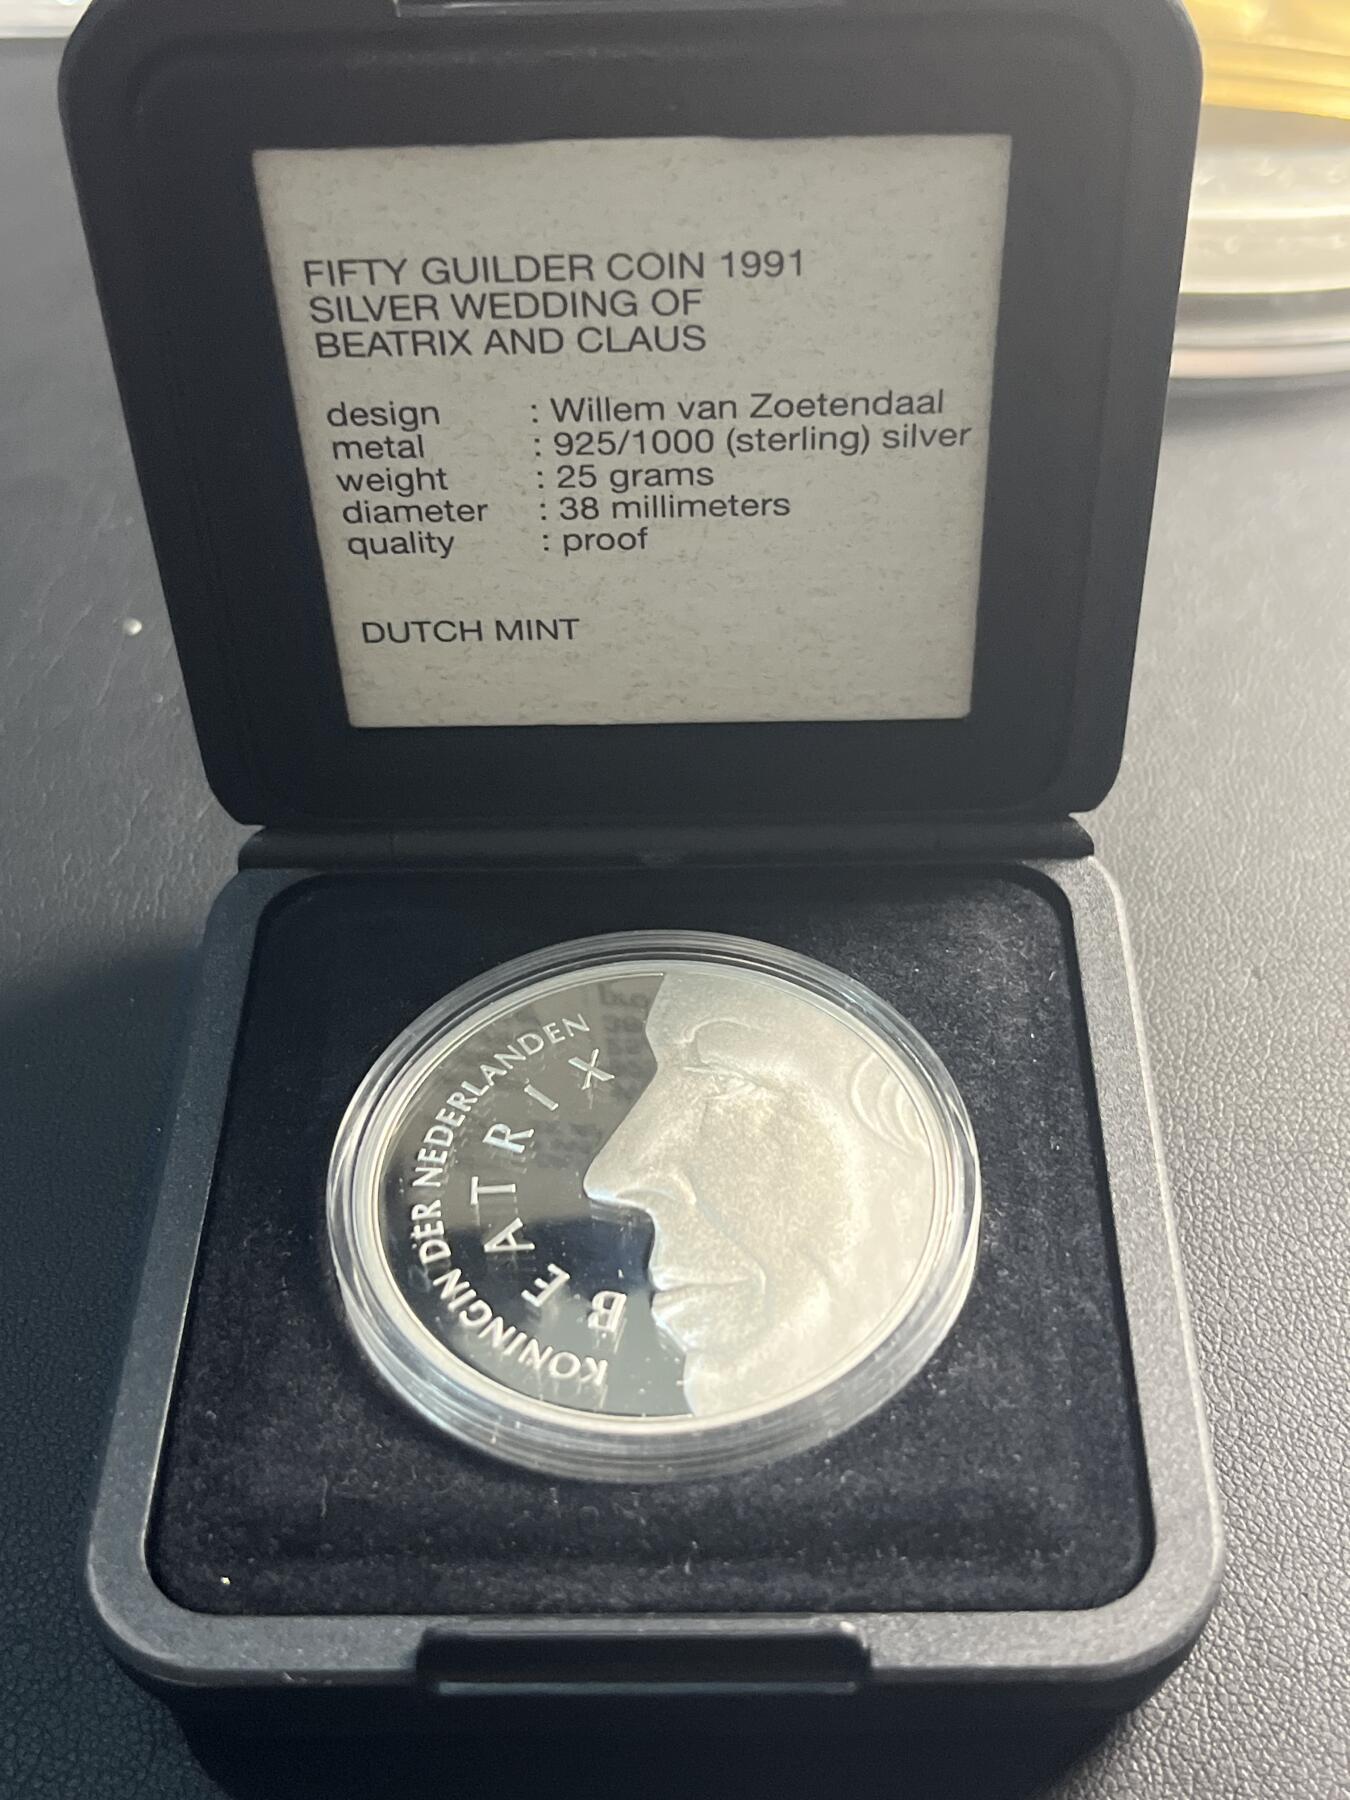 FIFTY GUILDER COIN 1991
SILVER WEDDING OF
BEATRIX AND CLAUS
design : Willem van Zoetendaal
metal : 925/1000 (sterling) silver
weight : 25 grams
diameter : 38 millimeters
quality : proof
DUTCH MINT
KONINGIN DER NEDERLANDEN
BEATRIX